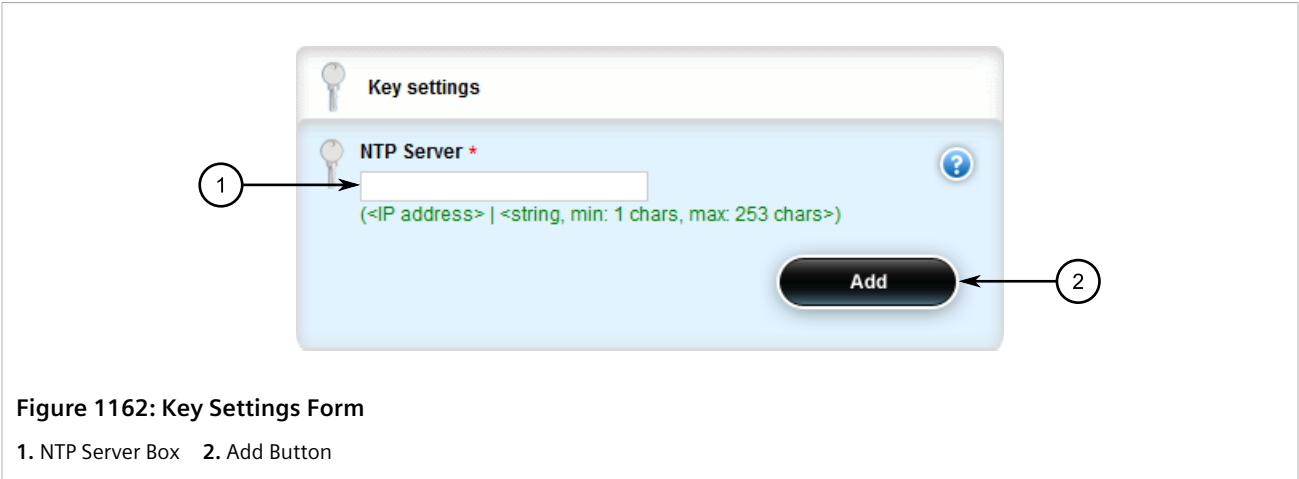 Key settings
NTP Server *
?
1
(<IP address> | <string, min: 1 chars, max: 253 chars>)
Add
2
Figure 1162: Key Settings Form
1. NTP Server Box 2. Add Button